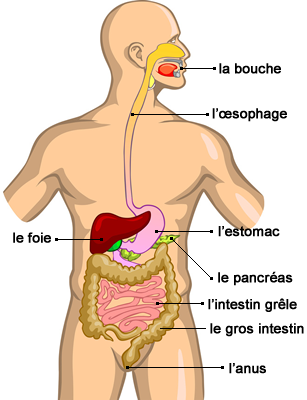 la bouche
l'œsophage
l'estomac
le foie
le pancréas
l'intestin grêle
le gros intestin
l'anus